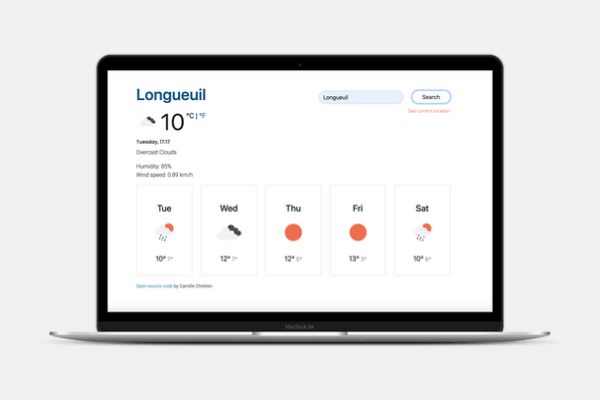 Longueuil
Longueuil
Search
See current location
10 °C | °F
Tuesday, 17:17
Overcast Clouds
Humidity: 85%
Wind speed: 0.89 km/h
Tue
Wed
Thu
Fri
Sat
10° 7°
12° 7°
12° 5°
13° 3°
10° 6°
Open-source code by Camille Chretien
MacBook Air